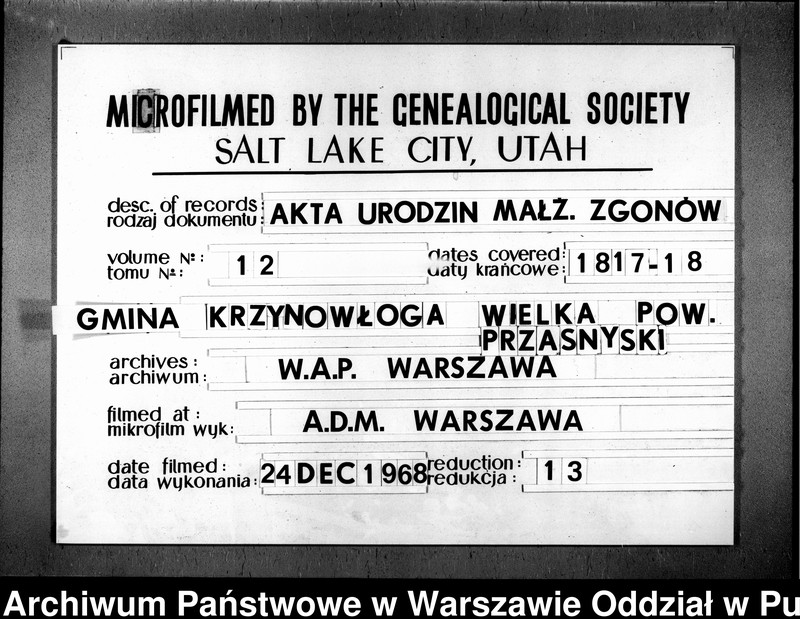 MICROFILMED BY THE GENEALOGICAL SOCIETY
SALT LAKE CITY, UTAH
desc. of records:
rodzaj dokumentu: AKTA URODZIN MAŁŻ. ZGONÓW
volume №: 
tomu №: 12
dates covered:
daty krańcowe: 1817-18
GMINA KRZYNOWŁOGA WIELKA POW.
PRZASNYSKI
archives:
archiwum: W.A.P. WARSZAWA
filmed at:
mikrofilm wyk: A.D.M. WARSZAWA
date filmed:
data wykonania: 24 DEC 1968
reduction:
redukcja: 13
Archiwum Państwowe w Warszawie Oddział w Pu